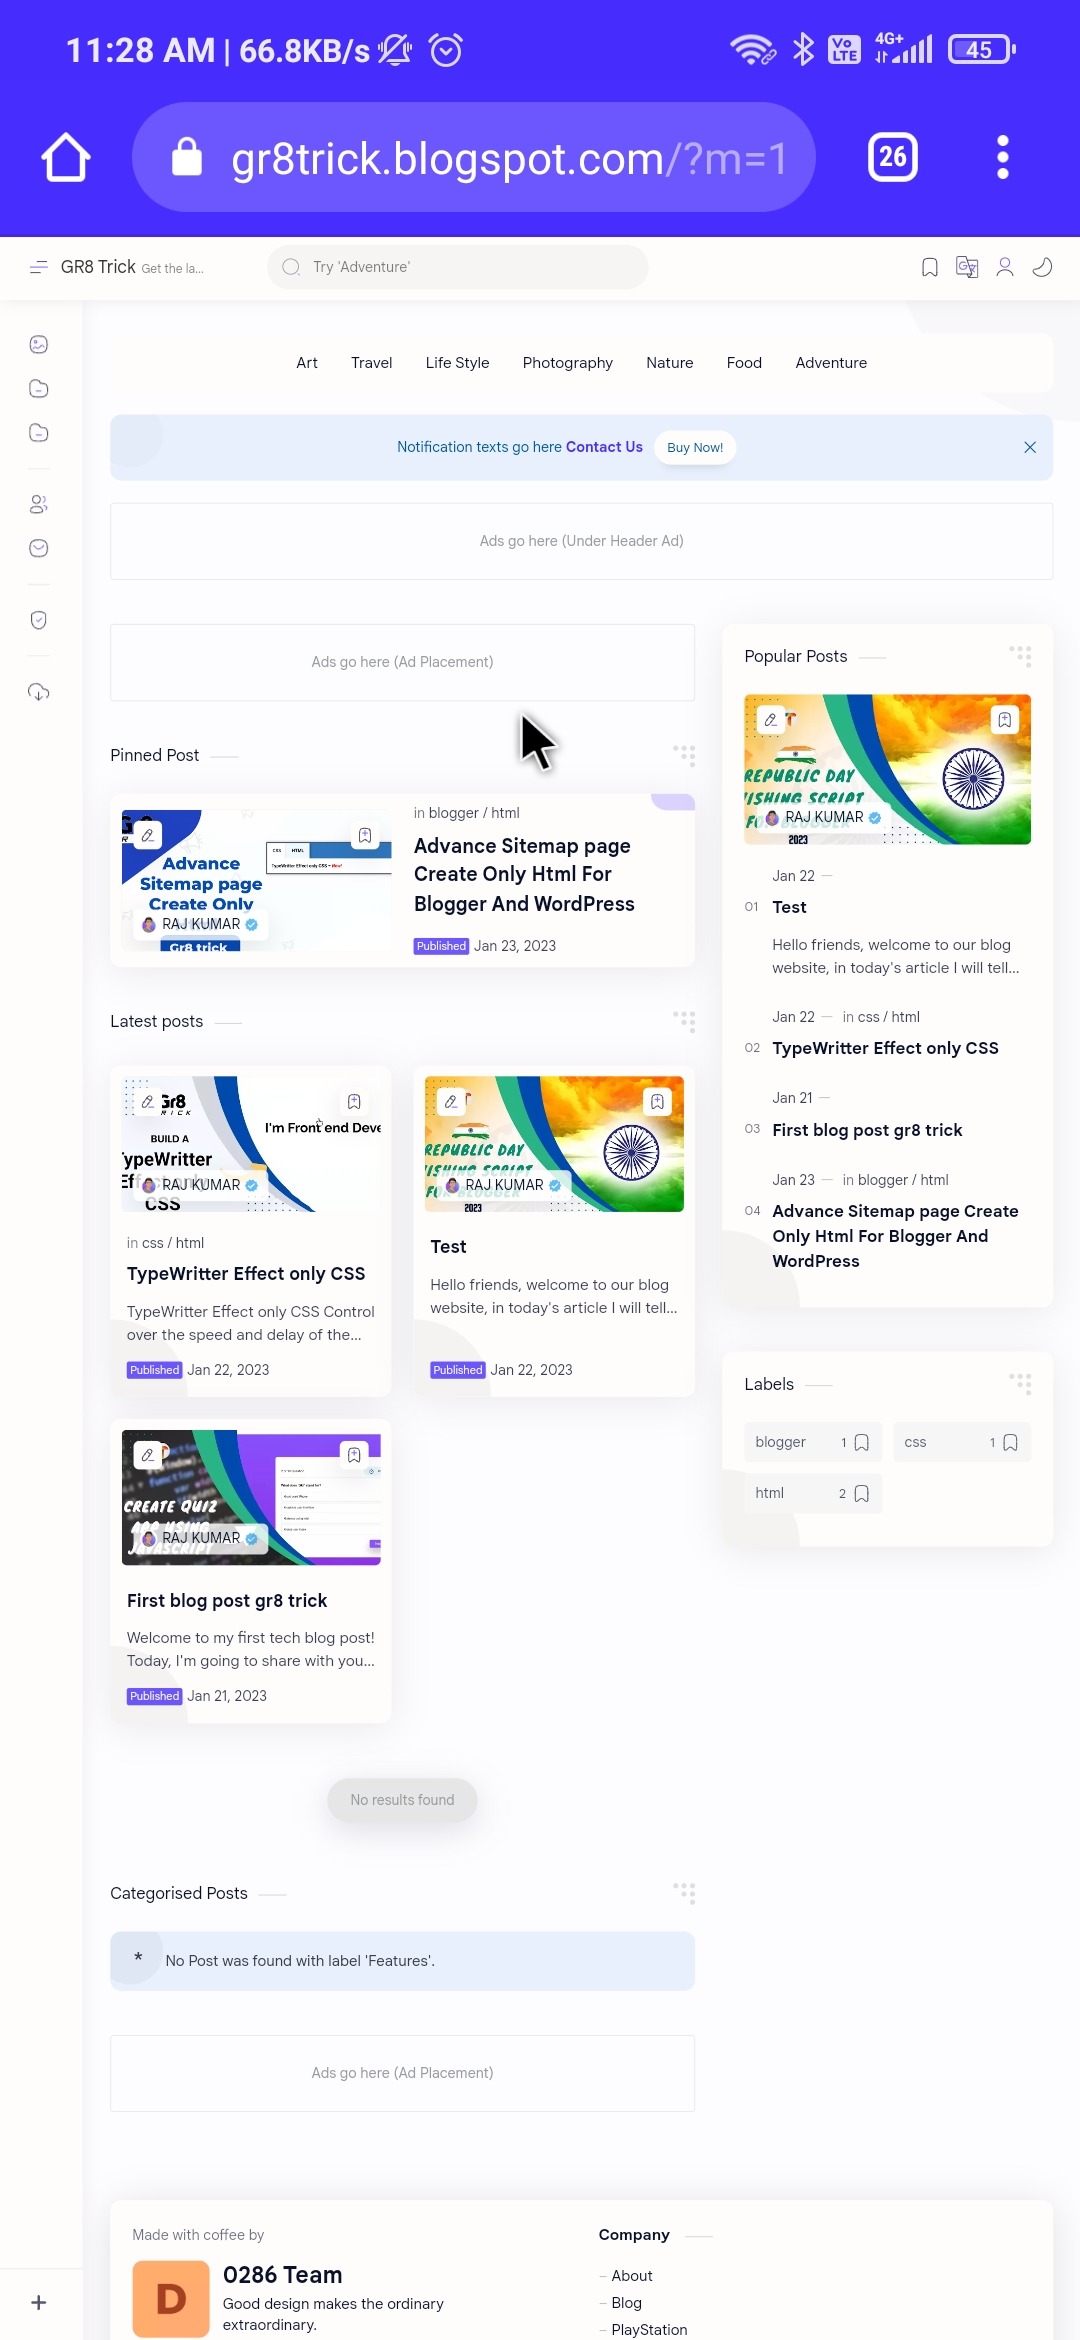 11:28 AM | 66.8KB/s
Vo LTE 4G+ 45
gr8trick.blogspot.com/?m=1
26
GR8 Trick Get the la...
Try 'Adventure'
Art Travel Life Style Photography Nature Food Adventure
Notification texts go here Contact Us Buy Now!
Ads go here (Under Header Ad)
Ads go here (Ad Placement)
Pinned Post
Advance
Sitemap page
Create Only
RAJ KUMAR
Gr8 trick
CSS HTML
TypeWritter Effect only CSS - New!
in blogger / html
Advance Sitemap page
Create Only Html For
Blogger And WordPress
Published Jan 23, 2023
Latest posts
Gr8
BUILD A
TypeWritter
RAJ KUMAR
CSS
I'm Front end Deve
in css / html
TypeWritter Effect only CSS
TypeWritter Effect only CSS Control
over the speed and delay of the...
Published Jan 22, 2023
REPUBLIC DAY
ISHING SCRIPT
RAJ KUMAR
2023
Test
Hello friends, welcome to our blog
website, in today's article I will tell...
Published Jan 22, 2023
CREATE QUIZ
RAJ KUMAR
JAVASCRIPT
First blog post gr8 trick
Welcome to my first tech blog post!
Today, I'm going to share with you...
Published Jan 21, 2023
No results found
Categorised Posts
* No Post was found with label 'Features'.
Ads go here (Ad Placement)
Popular Posts
REPUBLIC DAY
ISHING SCRIPT
RAJ KUMAR
2023
Jan 22
01 Test
Hello friends, welcome to our blog
website, in today's article I will tell...
Jan 22 in css / html
02 TypeWritter Effect only CSS
Jan 21
03 First blog post gr8 trick
Jan 23 in blogger / html
04 Advance Sitemap page Create
Only Html For Blogger And
WordPress
Labels
blogger 1 css 1
html 2
Made with coffee by
D
0286 Team
Good design makes the ordinary
extraordinary.
Company
– About
– Blog
– PlayStation